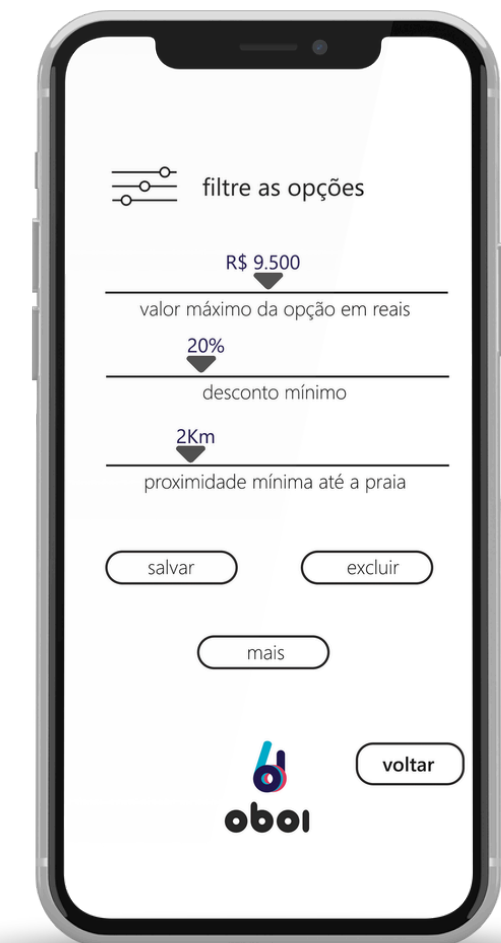 filtre as opções
R$ 9.500
valor máximo da opção em reais
20%
desconto mínimo
2Km
proximidade mínima até a praia
salvar
excluir
mais
voltar
oboi